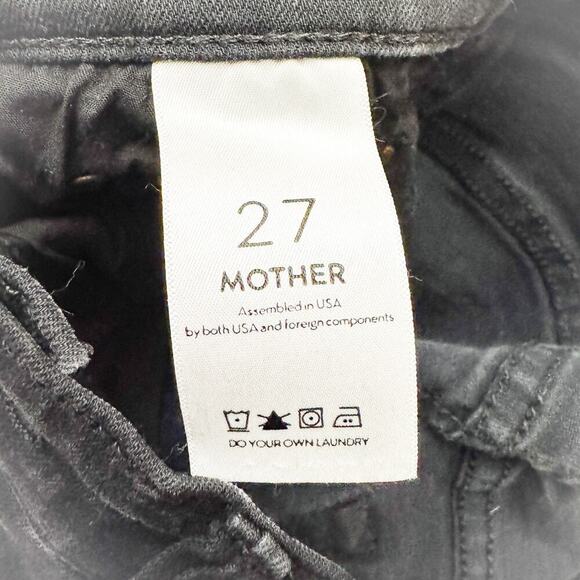 27
MOTHER
Assembled in USA
by both USA and foreign components
DO YOUR OWN LAUNDRY